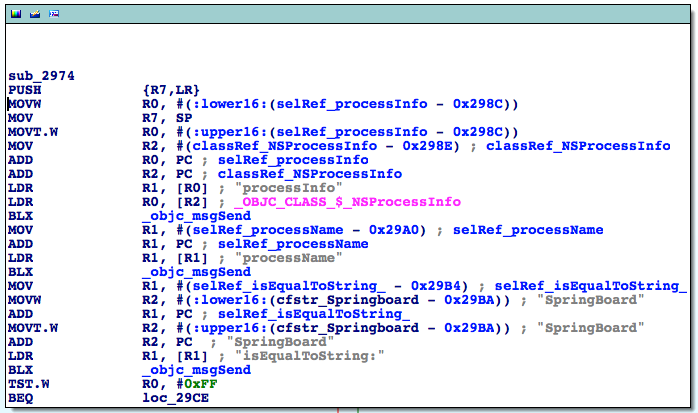 sub_2974
PUSH {R7,LR}
MOVW R0, #(:lower16:(selRef_processInfo - 0x298C))
MOV R7, SP
MOVT.W R0, #(:upper16:(selRef_processInfo - 0x298C))
MOV R2, #(classRef_NSProcessInfo - 0x298E) ; classRef_NSProcessInfo
ADD R0, PC ; selRef_processInfo
ADD R2, PC ; classRef_NSProcessInfo
LDR R1, [R0] ; "processInfo"
LDR R0, [R2] ; _OBJC_CLASS_$_NSProcessInfo
BLX _objc_msgSend
MOV R1, #(selRef_processName - 0x29A0) ; selRef_processName
ADD R1, PC ; selRef_processName
LDR R1, [R1] ; "processName"
BLX _objc_msgSend
MOV R1, #(selRef_isEqualToString_ - 0x29B4) ; selRef_isEqualToString_
MOVW R2, #(:lower16:(cfstr_Springboard - 0x29BA)) ; "SpringBoard"
ADD R1, PC ; selRef_isEqualToString_
MOVT.W R2, #(:upper16:(cfstr_Springboard - 0x29BA)) ; "SpringBoard"
ADD R2, PC ; "SpringBoard"
LDR R1, [R1] ; "isEqualToString:"
BLX _objc_msgSend
TST.W R0, #0xFF
BEQ loc_29CE